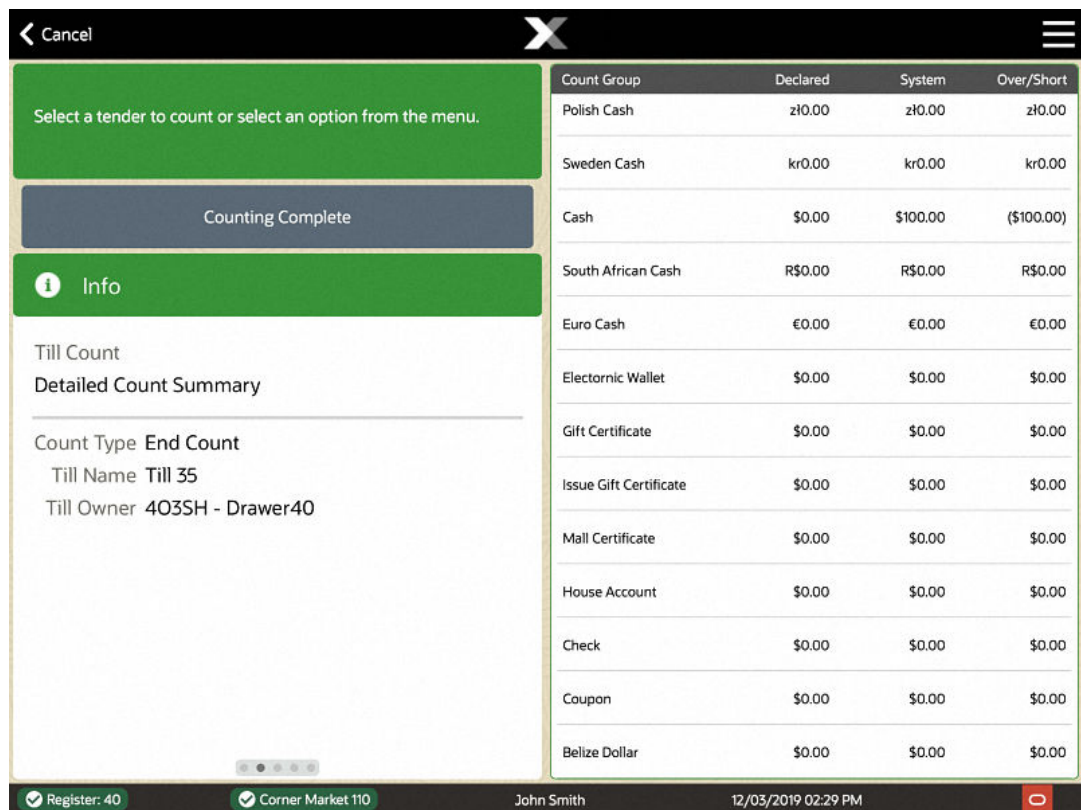 Cancel
Select a tender to count or select an option from the menu.
Counting Complete
Info
Till Count
Detailed Count Summary
Count Type End Count
Till Name Till 35
Till Owner 4O3SH - Drawer40
Count Group Declared System Over/Short
Polish Cash zł0.00 zł0.00 zł0.00
Sweden Cash kr0.00 kr0.00 kr0.00
Cash $0.00 $100.00 ($100.00)
South African Cash R$0.00 R$0.00 R$0.00
Euro Cash €0.00 €0.00 €0.00
Electornic Wallet $0.00 $0.00 $0.00
Gift Certificate $0.00 $0.00 $0.00
Issue Gift Certificate $0.00 $0.00 $0.00
Mall Certificate $0.00 $0.00 $0.00
House Account $0.00 $0.00 $0.00
Check $0.00 $0.00 $0.00
Coupon $0.00 $0.00 $0.00
Belize Dollar $0.00 $0.00 $0.00
Register: 40 Corner Market 110 John Smith 12/03/2019 02:29 PM